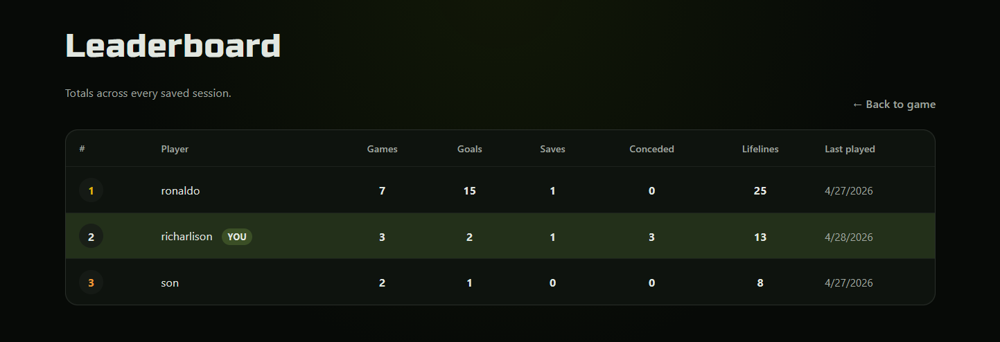 Leaderboard
Totals across every saved session.
← Back to game
# Player Games Goals Saves Conceded Lifelines Last played
1 ronaldo 7 15 1 0 25 4/27/2026
2 richarlison YOU 3 2 1 3 13 4/28/2026
3 son 2 1 0 0 8 4/27/2026